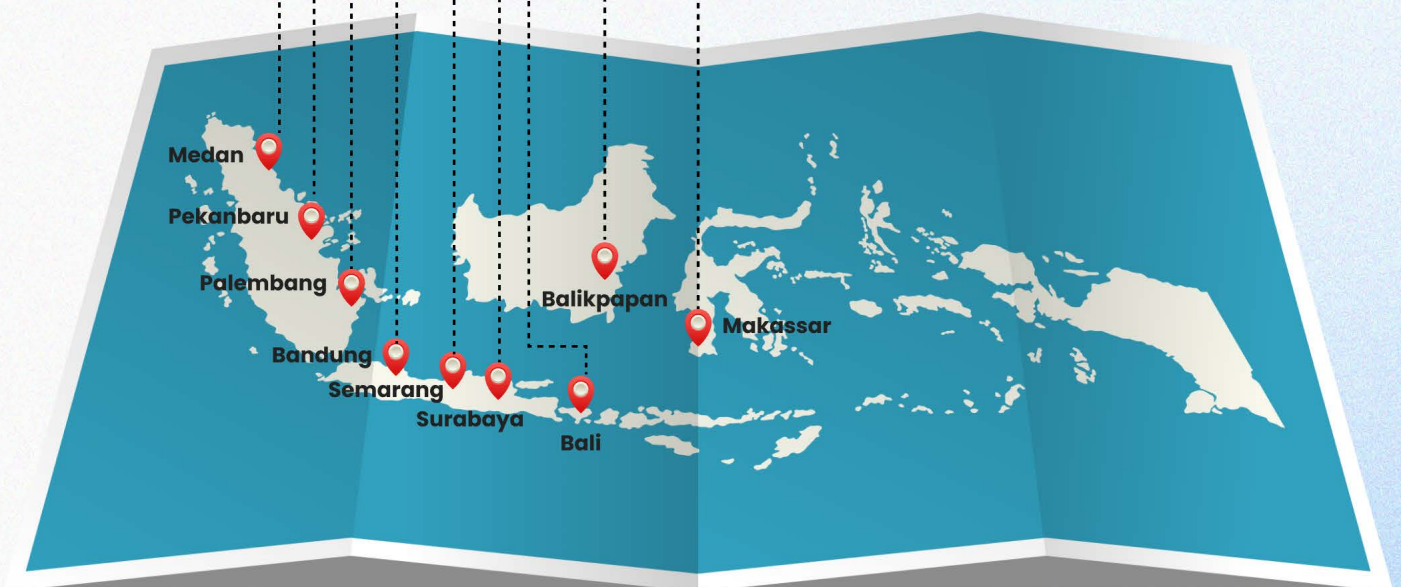 Medan
Pekanbaru
Palembang
Balikpapan
Makassar
Bandung
Semarang
Surabaya
Bali